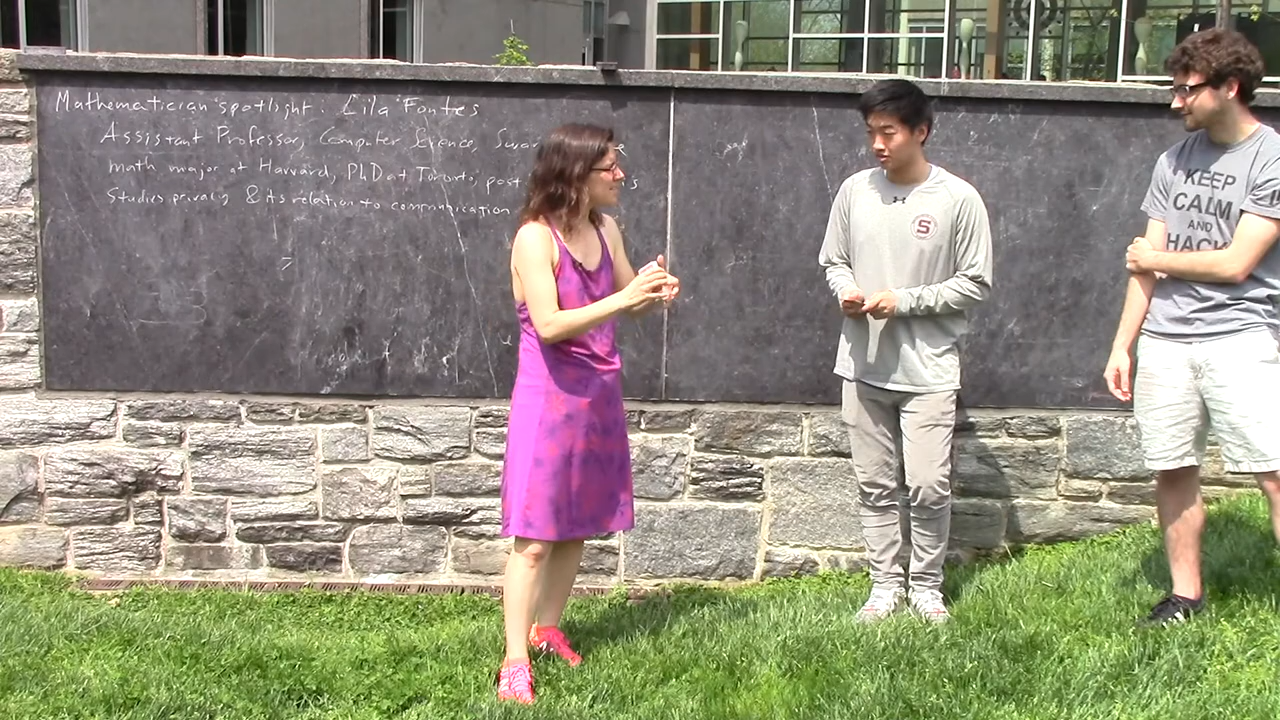 Mathematician spotlight: Lila Fontes
Assistant Professor, Computer Science,
math major at Harvard, PhD at Toronto, post
Studies privacy & its relation to communication
S
KEEP
CALM
AND
HACK